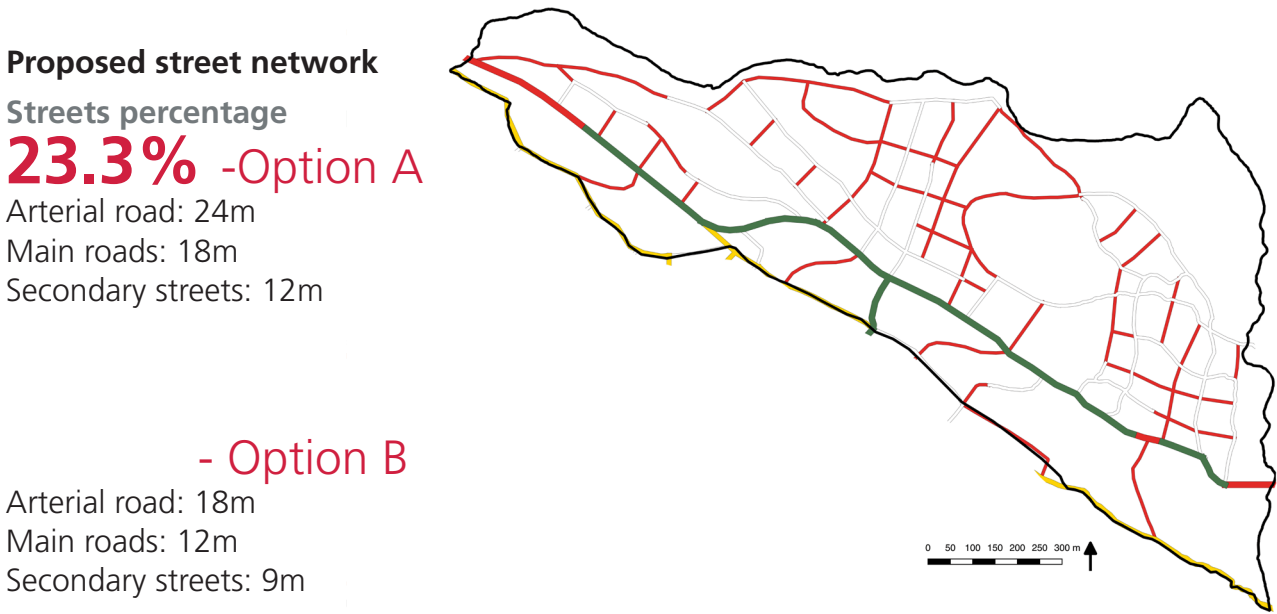 Proposed street network
Streets percentage
23.3% -Option A
Arterial road: 24m
Main roads: 18m
Secondary streets: 12m
- Option B
Arterial road: 18m
Main roads: 12m
Secondary streets: 9m
0 50 100 150 200 250 300 m